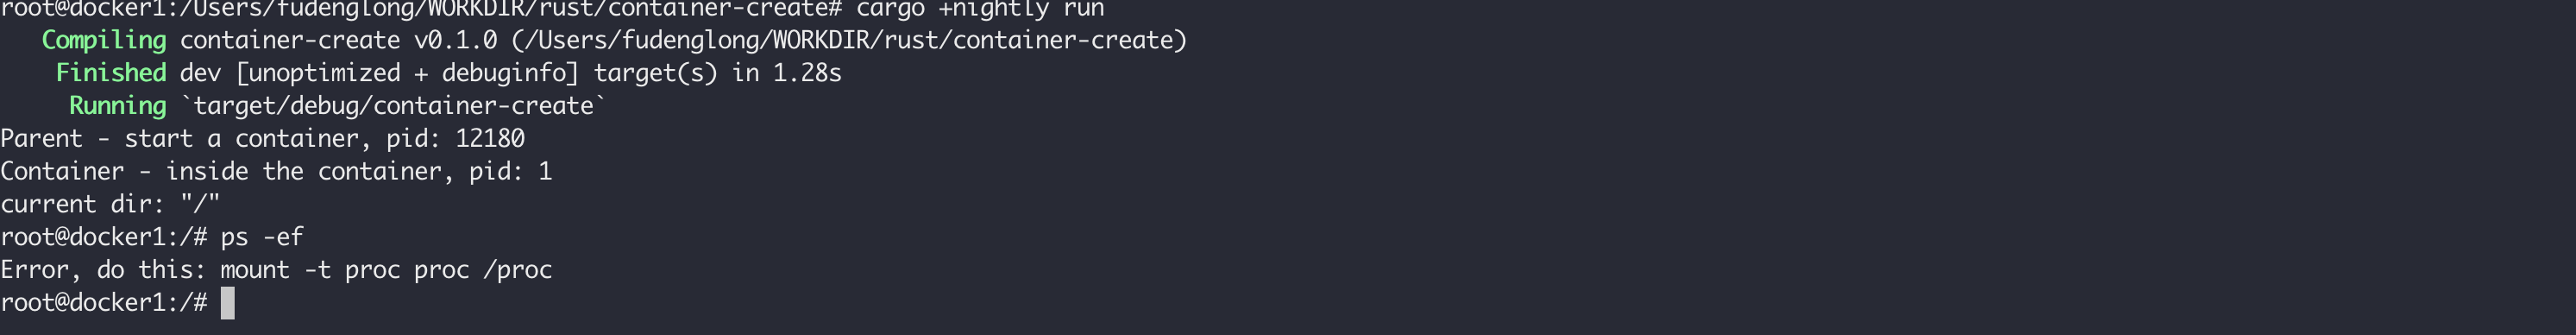 root@docker1:/Users/fudenglong/WORKDIR/rust/container-create# cargo +nightly run
Compiling container-create v0.1.0 (/Users/fudenglong/WORKDIR/rust/container-create)
Finished dev [unoptimized + debuginfo] target(s) in 1.28s
Running `target/debug/container-create`
Parent - start a container, pid: 12180
Container - inside the container, pid: 1
current dir: "/"
root@docker1:/# ps -ef
Error, do this: mount -t proc proc /proc
root@docker1:/#